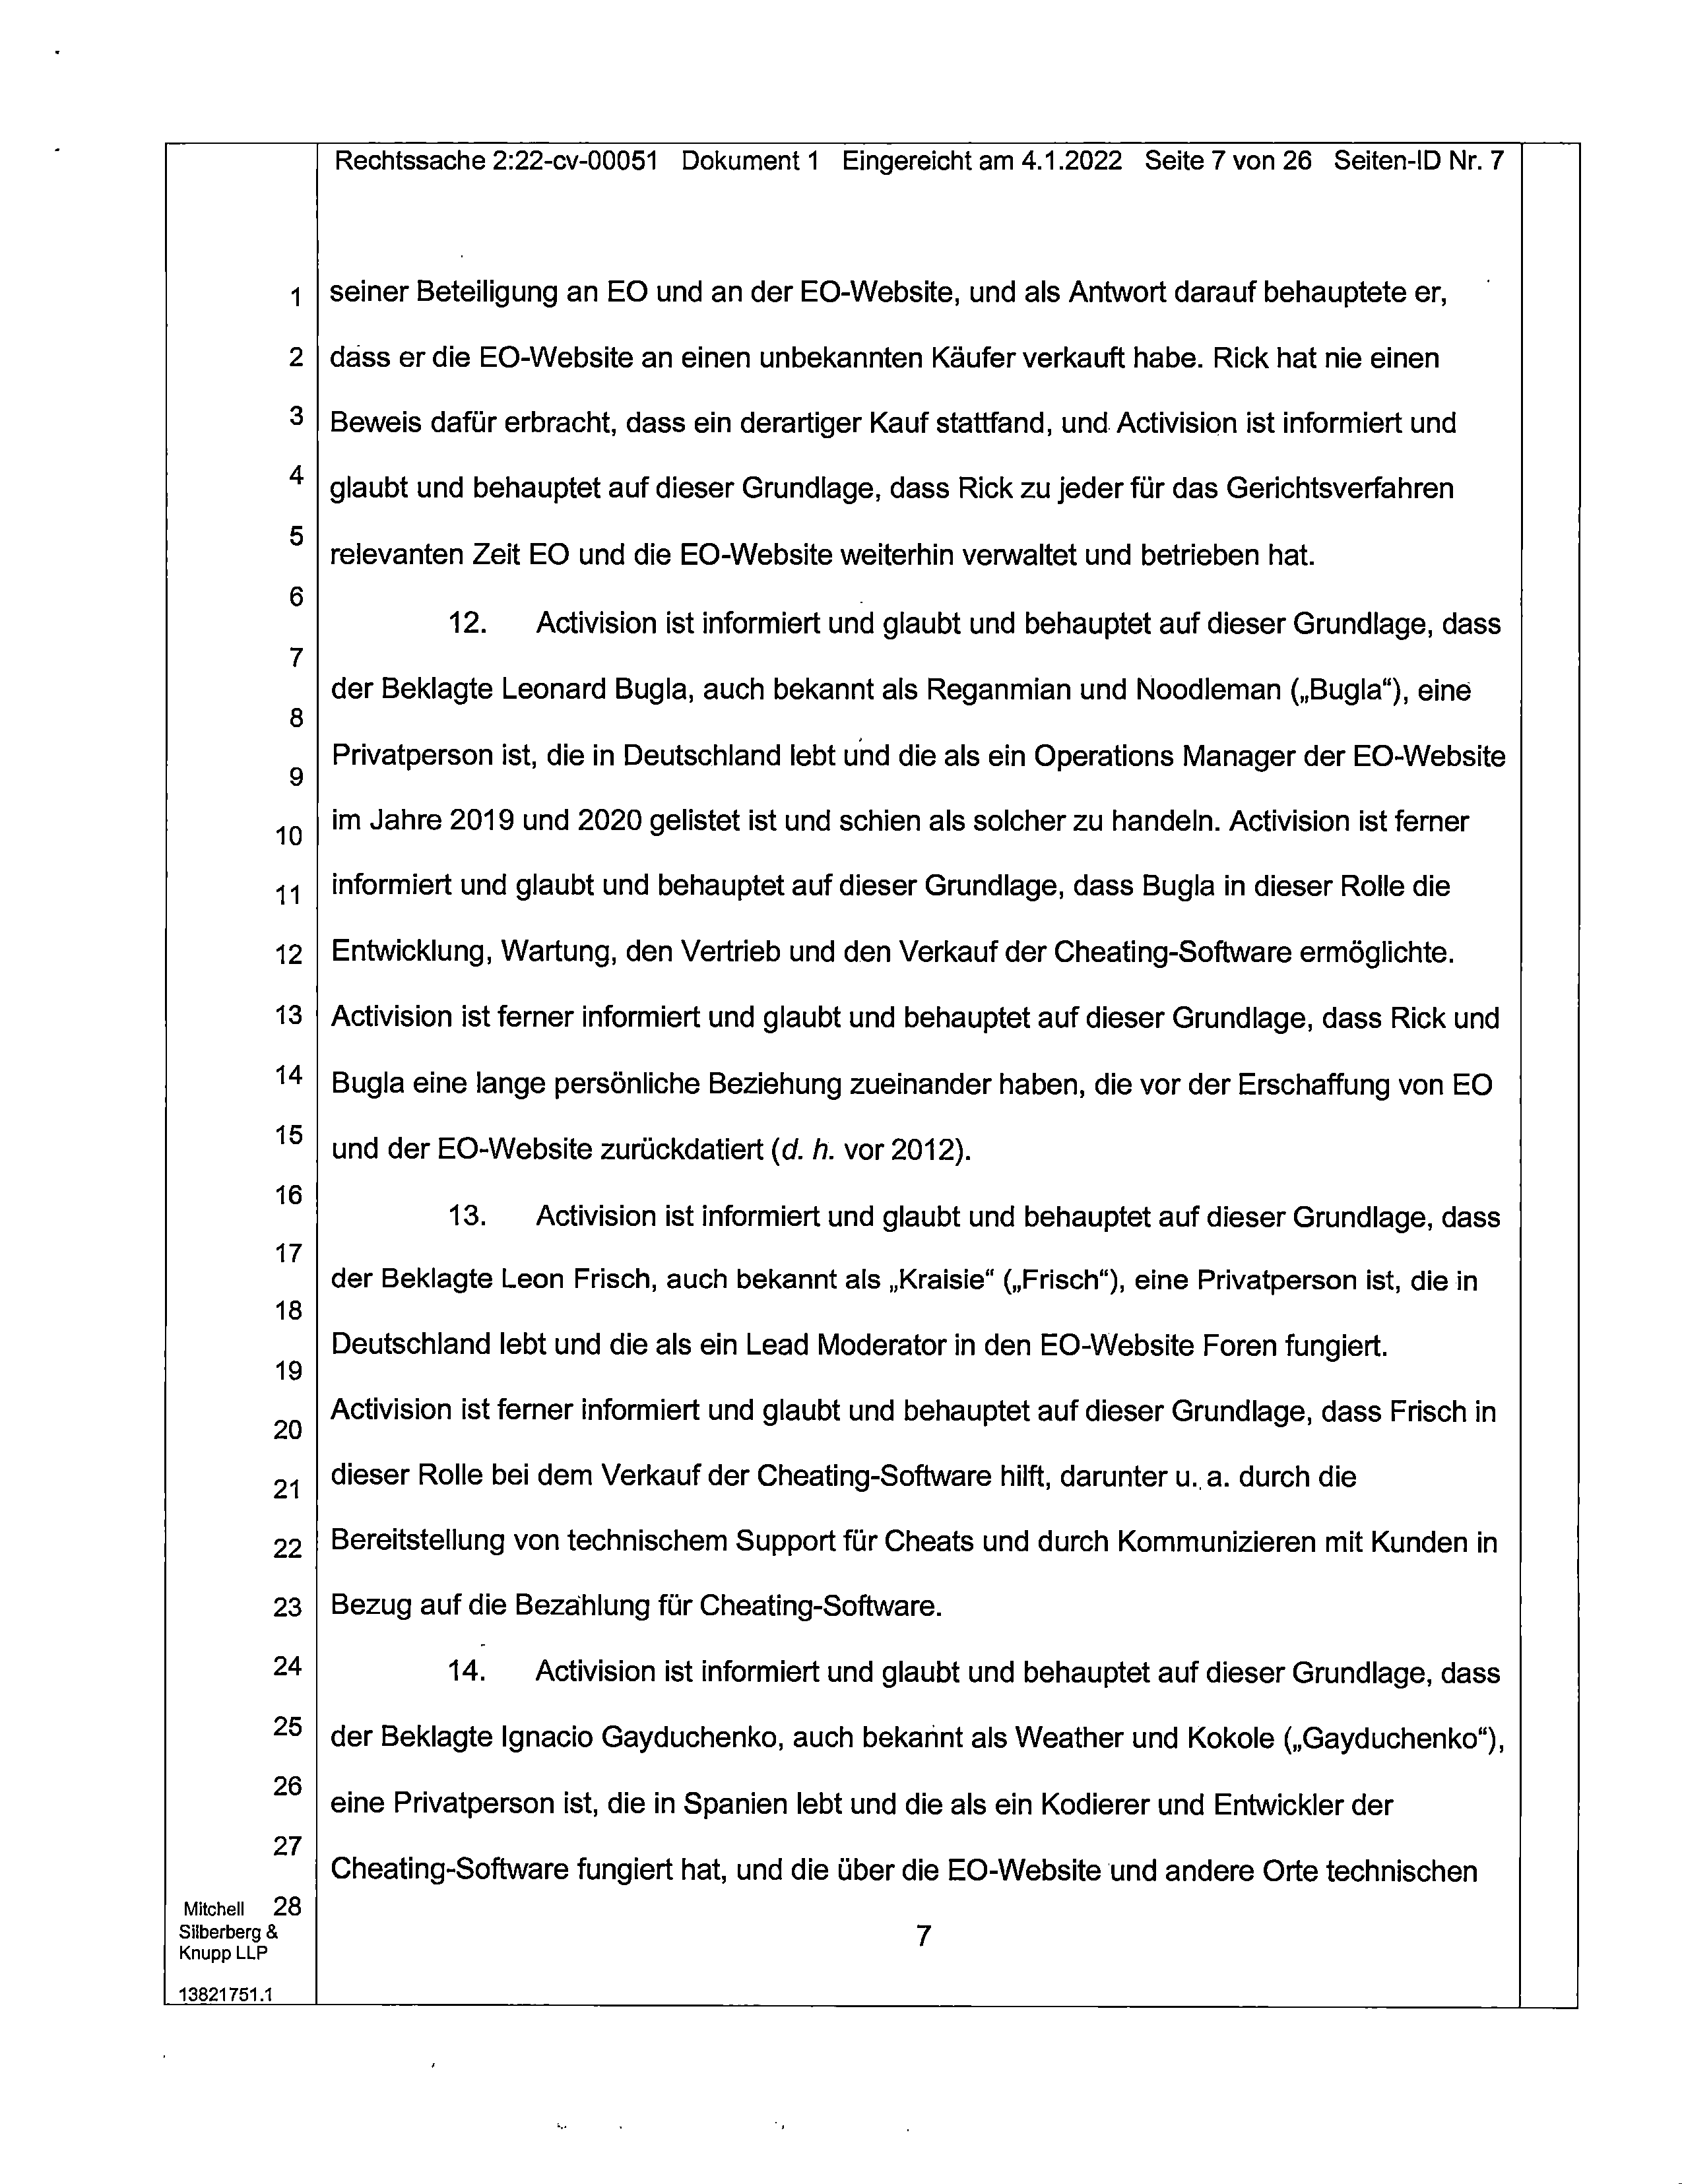 Rechtssache 2:22-cv-00051 Dokument 1 Eingereicht am 4.1.2022 Seite 7 von 26 Seiten-ID Nr. 7
1 seiner Beteiligung an EO und an der EO-Website, und als Antwort darauf behauptete er,
2 dass er die EO-Website an einen unbekannten Käufer verkauft habe. Rick hat nie einen
3 Beweis dafür erbracht, dass ein derartiger Kauf stattfand, und Activision ist informiert und
4 glaubt und behauptet auf dieser Grundlage, dass Rick zu jeder für das Gerichtsverfahren
5 relevanten Zeit EO und die EO-Website weiterhin verwaltet und betrieben hat.
6
12. Activision ist informiert und glaubt und behauptet auf dieser Grundlage, dass
7
der Beklagte Leonard Bugla, auch bekannt als Reganmian und Noodleman („Bugla“), eine
8
Privatperson ist, die in Deutschland lebt und die als ein Operations Manager der EO-Website
9
im Jahre 2019 und 2020 gelistet ist und schien als solcher zu handeln. Activision ist ferner
10
11 informiert und glaubt und behauptet auf dieser Grundlage, dass Bugla in dieser Rolle die
12 Entwicklung, Wartung, den Vertrieb und den Verkauf der Cheating-Software ermöglichte.
13 Activision ist ferner informiert und glaubt und behauptet auf dieser Grundlage, dass Rick und
14 Bugla eine lange persönliche Beziehung zueinander haben, die vor der Erschaffung von EO
15 und der EO-Website zurückdatiert (d. h. vor 2012).
16
13. Activision ist informiert und glaubt und behauptet auf dieser Grundlage, dass
17
der Beklagte Leon Frisch, auch bekannt als „Kraisie“ („Frisch“), eine Privatperson ist, die in
18
Deutschland lebt und die als ein Lead Moderator in den EO-Website Foren fungiert.
19
Activision ist ferner informiert und glaubt und behauptet auf dieser Grundlage, dass Frisch in
20
21 dieser Rolle bei dem Verkauf der Cheating-Software hilft, darunter u. a. durch die
22 Bereitstellung von technischem Support für Cheats und durch Kommunizieren mit Kunden in
23 Bezug auf die Bezahlung für Cheating-Software.
24 14. Activision ist informiert und glaubt und behauptet auf dieser Grundlage, dass
25 der Beklagte Ignacio Gayduchenko, auch bekannt als Weather und Kokole („Gayduchenko“),
26 eine Privatperson ist, die in Spanien lebt und die als ein Kodierer und Entwickler der
27
Cheating-Software fungiert hat, und die über die EO-Website und andere Orte technischen
Mitchell 28
Silberberg &
Knupp LLP
7
13821751.1